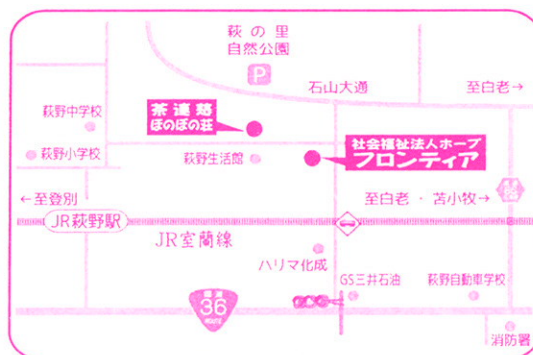 萩の里
自然公園
P
石山大通
至白老→
萩野中学校
茶連慈
ほのぼの荘
萩野小学校
萩野生活館
社会福祉法人ホープ
フロンティア
←至登別
至白老・苫小牧→
JR萩野駅
JR室蘭線
ハリマ化成
GS三井石油
萩野自動車学校
36
ROUTE
消防署